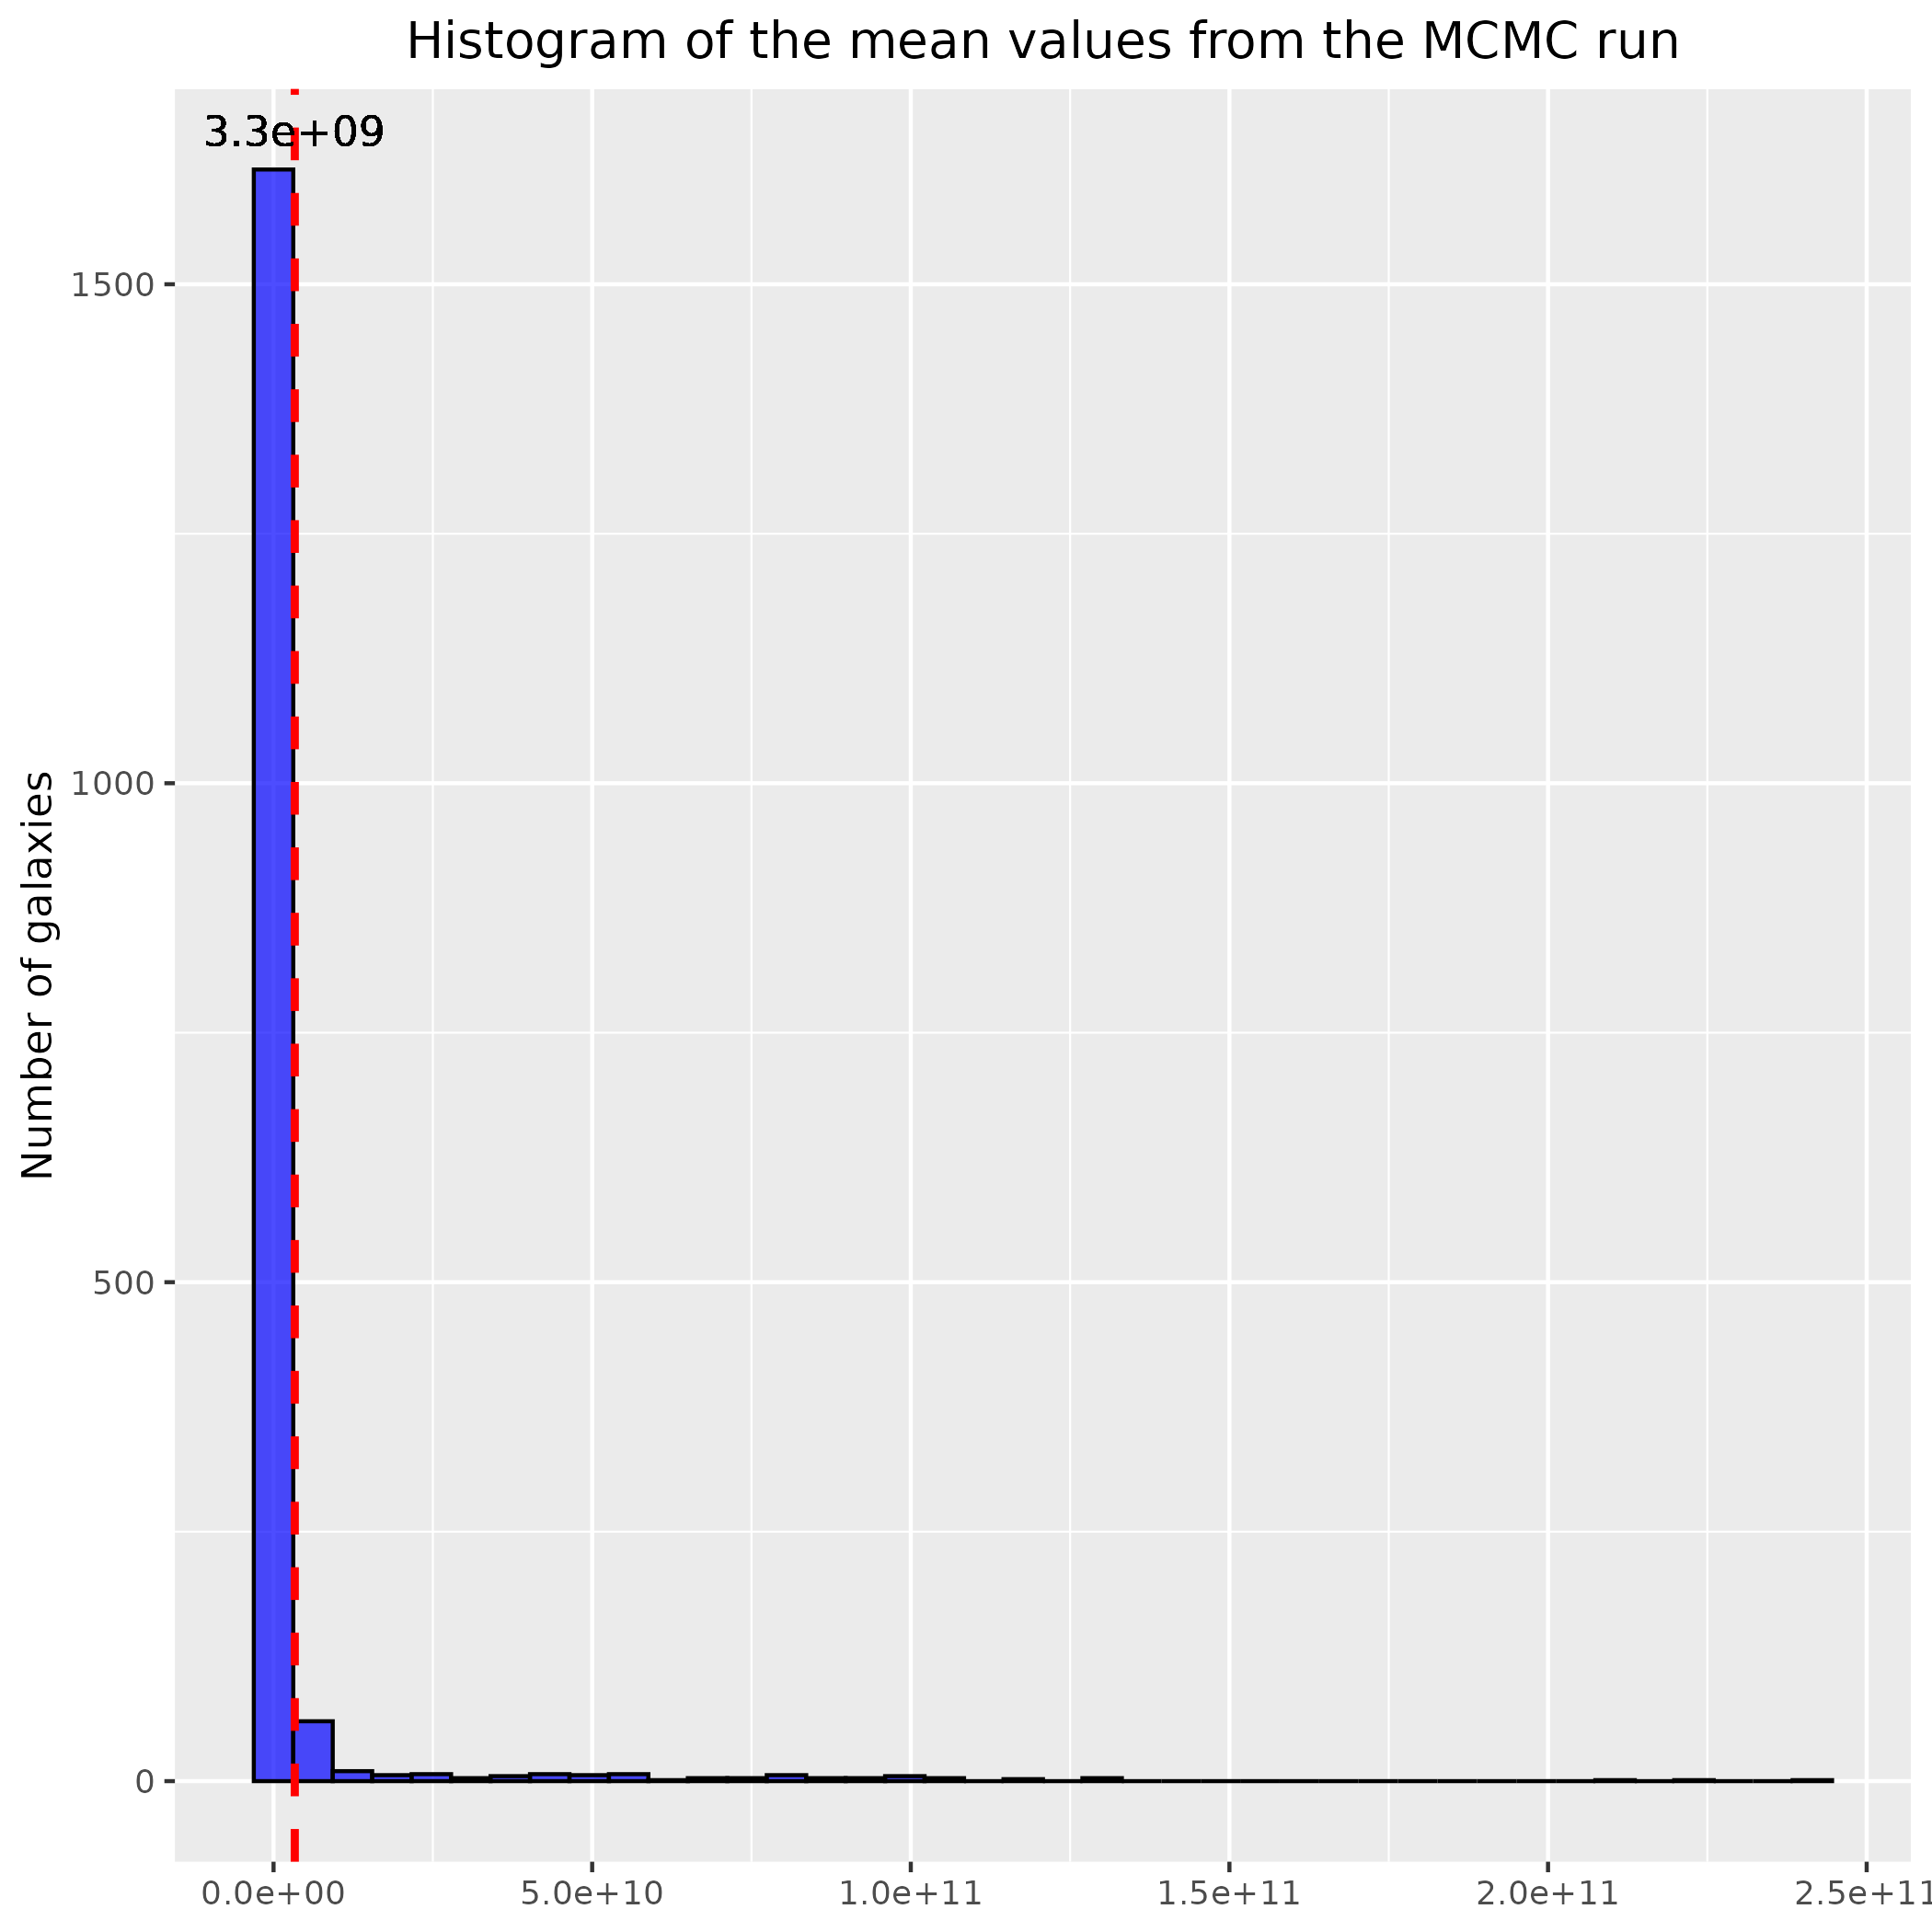 Histogram of the mean values from the MCMC run
3.3e+09
1500
1000
500
0
Number of galaxies
0.0e+00
5.0e+10
1.0e+11
1.5e+11
2.0e+11
2.5e+11